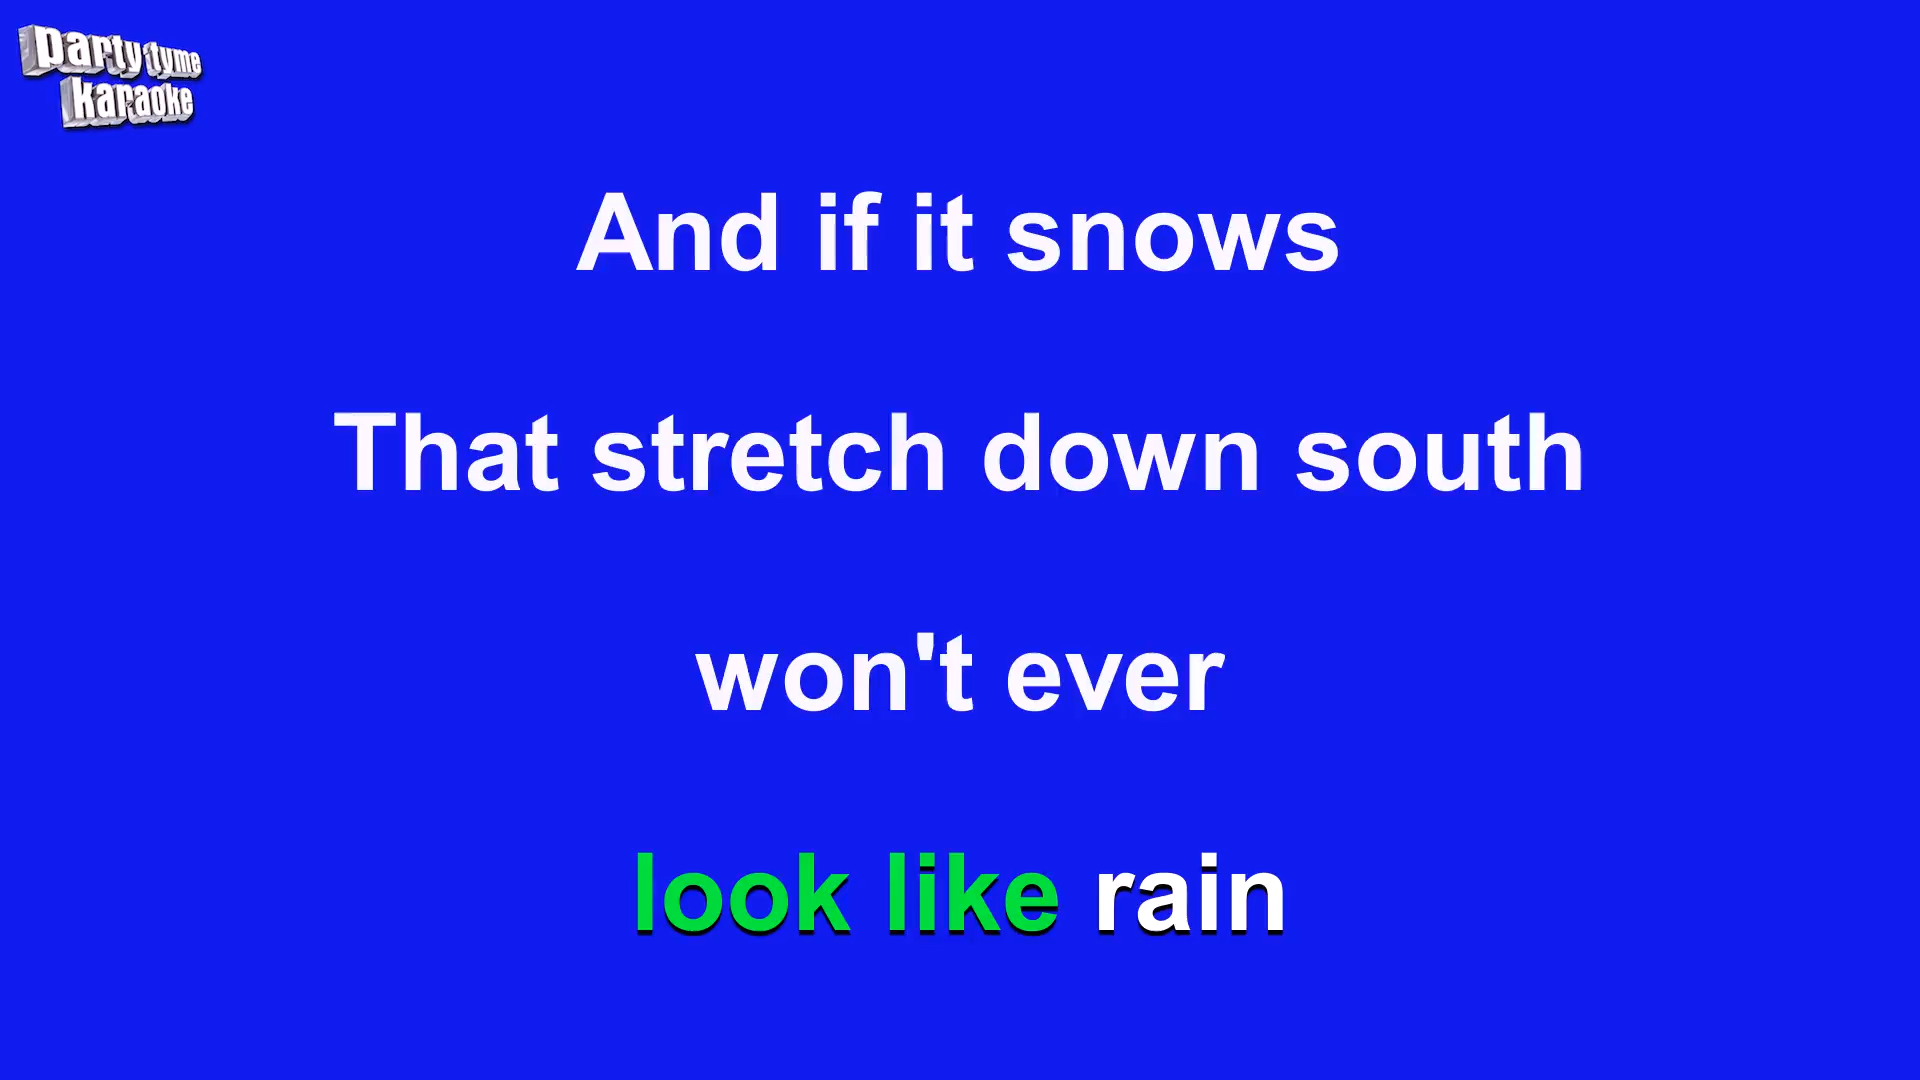 party tyme
karaoke
And if it snows
That stretch down south
won't ever
look like rain